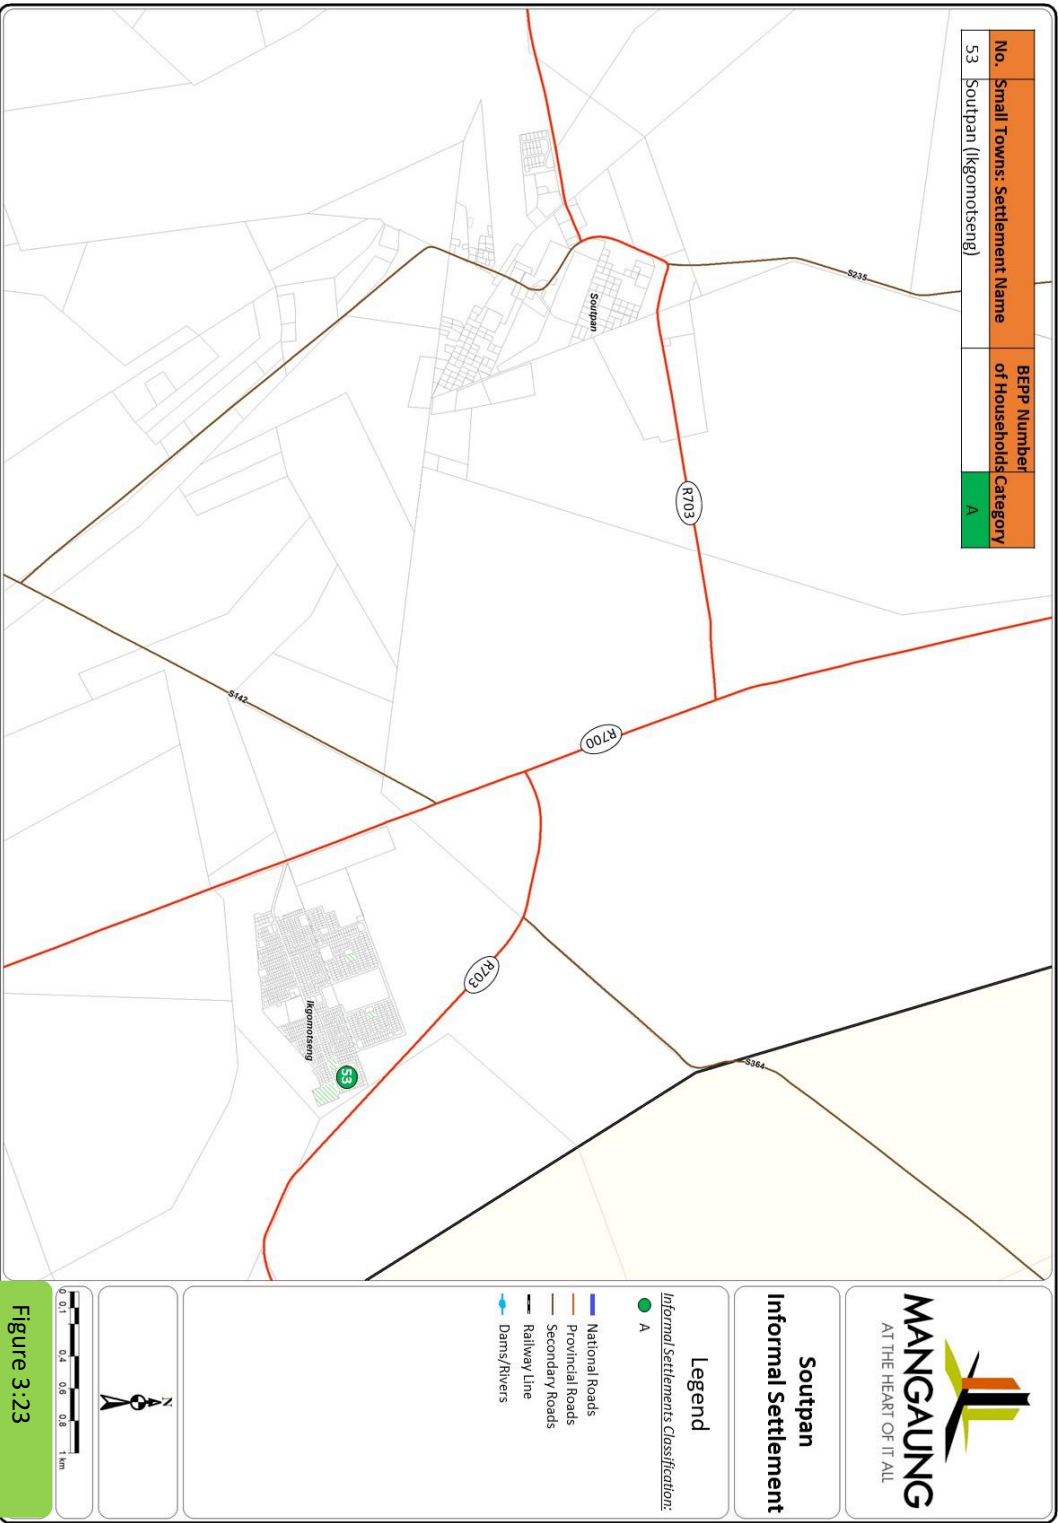 No. Small Towns: Settlement Name BEPP Number of Households Category
53 Soutpan (Ikgomotseng) A
S235
Soutpan
R703
R700
S142
R703
Ikgomotseng
53
S364
MANGAUNG
AT THE HEART OF IT ALL
Soutpan
Informal Settlement
Legend
Informal Settlements Classification:
A
National Roads
Provincial Roads
Secondary Roads
Railway Line
Dams/Rivers
N
0 0,1 0,4 0,6 0,8 1 km
Figure 3:23